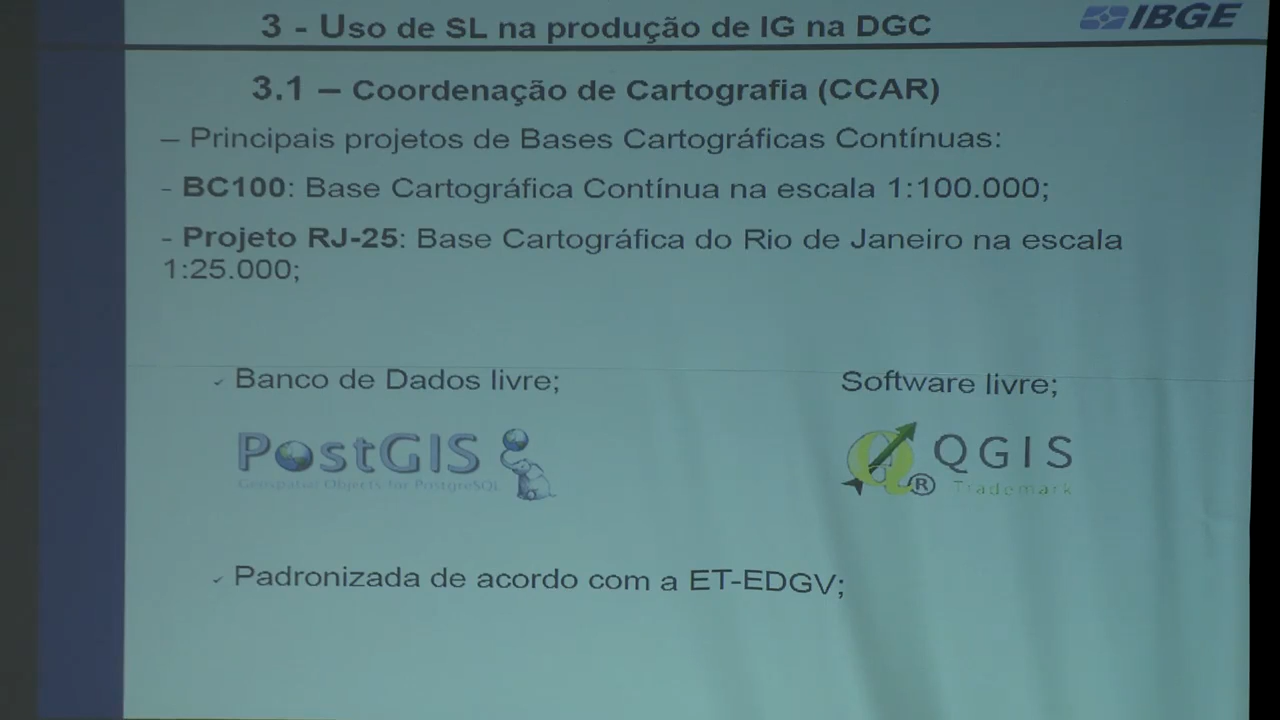 3 - Uso de SL na produção de IG na DGC
IBGE
3.1 – Coordenação de Cartografia (CCAR)
– Principais projetos de Bases Cartográficas Contínuas:
- BC100: Base Cartográfica Contínua na escala 1:100.000;
- Projeto RJ-25: Base Cartográfica do Rio de Janeiro na escala
1:25.000;
✓ Banco de Dados livre;
Software livre;
PostGIS
Geospatial Objects for PostgreSQL
QGIS
® Trademark
✓ Padronizada de acordo com a ET-EDGV;